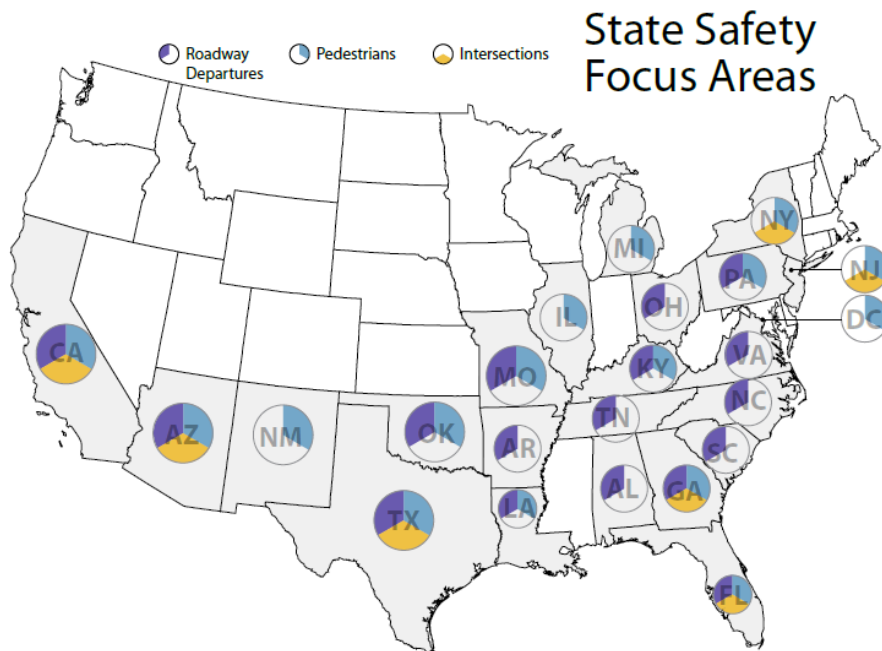 State Safety
Focus Areas
Roadway
Departures
Pedestrians
Intersections
NY
MI
NJ
PA
DC
IL
OH
VA
CA
KY
MO
NC
TN
AZ
NM
OK
AR
SC
AL
GA
LA
TX
FL